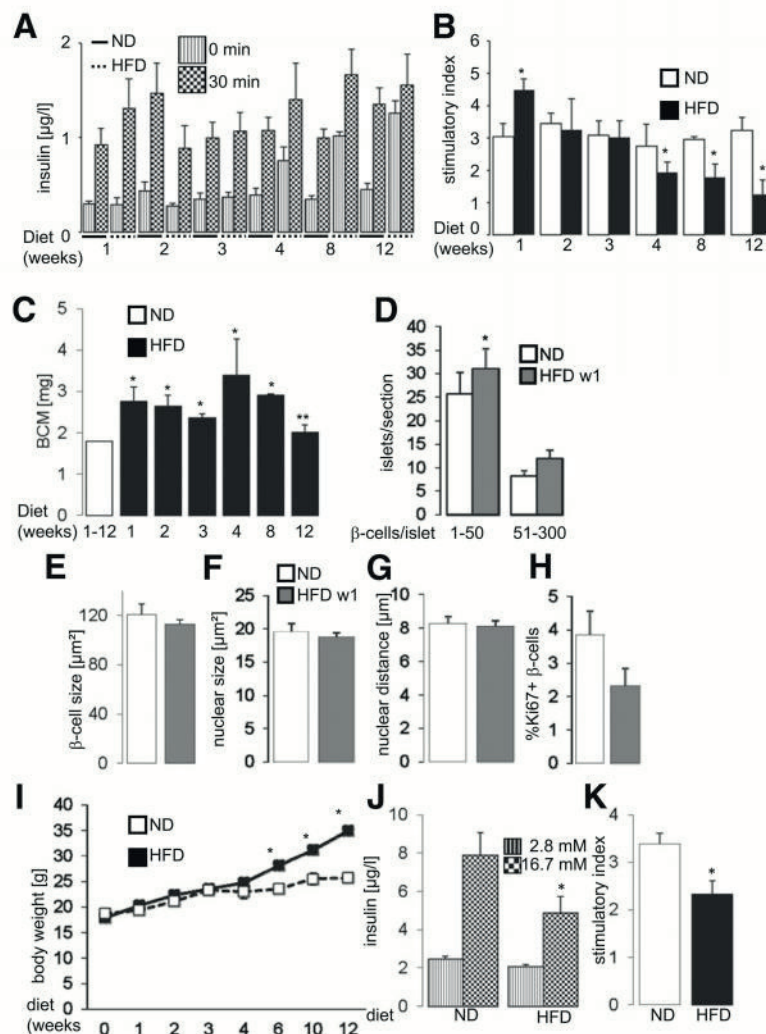 A
2
1
0
insulin [µg/l]
ND
HFD
0 min
30 min
Diet
(weeks)
1 2 3 4 8 12
B
6
5
4
3
2
1
0
stimulatory index
ND
HFD
* * * *
Diet
(weeks)
1 2 3 4 8 12
C
5
4
3
2
1
0
BCM [mg]
ND
HFD
* * * * * **
Diet
(weeks)
1-12 1 2 3 4 8 12
D
40
35
30
25
20
15
10
5
0
islets/section
*
ND
HFD w1
β-cells/islet 1-50 51-300
E
120
80
40
0
β-cell size [µm²]
F
25
20
15
10
5
0
nuclear size [µm²]
ND
HFD w1
G
10
8
6
4
2
0
nuclear distance [µm]
H
5
4
3
2
1
0
%Ki67+ β-cells
I
40
35
30
25
20
15
10
5
0
body weight [g]
ND
HFD
* * *
diet
(weeks
0 1 2 3 4 6 10 12
J
10
8
6
4
2
0
insulin [µg/l]
2.8 mM
16.7 mM
*
diet
ND HFD
K
4
3
2
1
0
stimulatory index
*
ND HFD